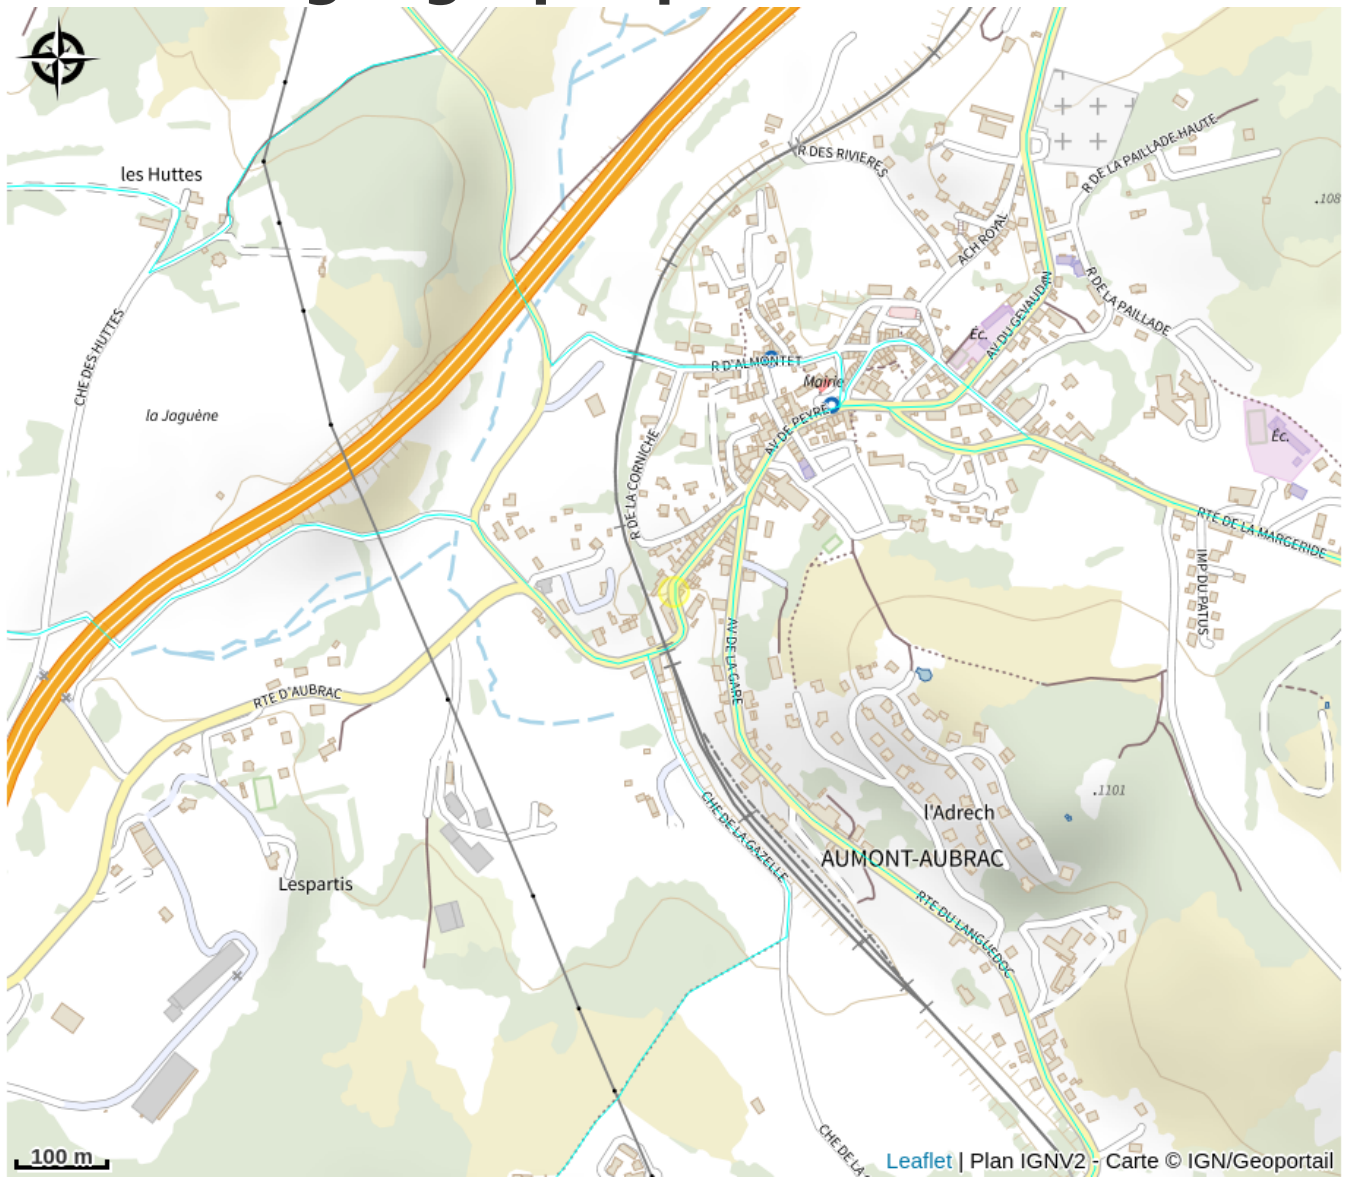 R DES RIVIERES
R DE LA PAILLADE-HAUTE
les Huttes
.108
ACH ROYAL
R DE LA PAILLADE
AV DU GEVAUDAN
Éc.
CHE DES HUTTES
R D'ALMONTET
Mairie
la Jaguène
AV DE PEYRE
Éc.
R DE LA CORNICHE
RTE DE LA MARGERIDE
IMP DU PATUS
AV DE LA GARE
RTE D'AUBRAC
.1101
l'Adrech
CHE DE LA GAZELLE
AUMONT-AUBRAC
Lespartis
RTE DU LANGUEDOC
CHE DE LA
100 m
Leaflet | Plan IGNV2 - Carte © IGN/Geoportail